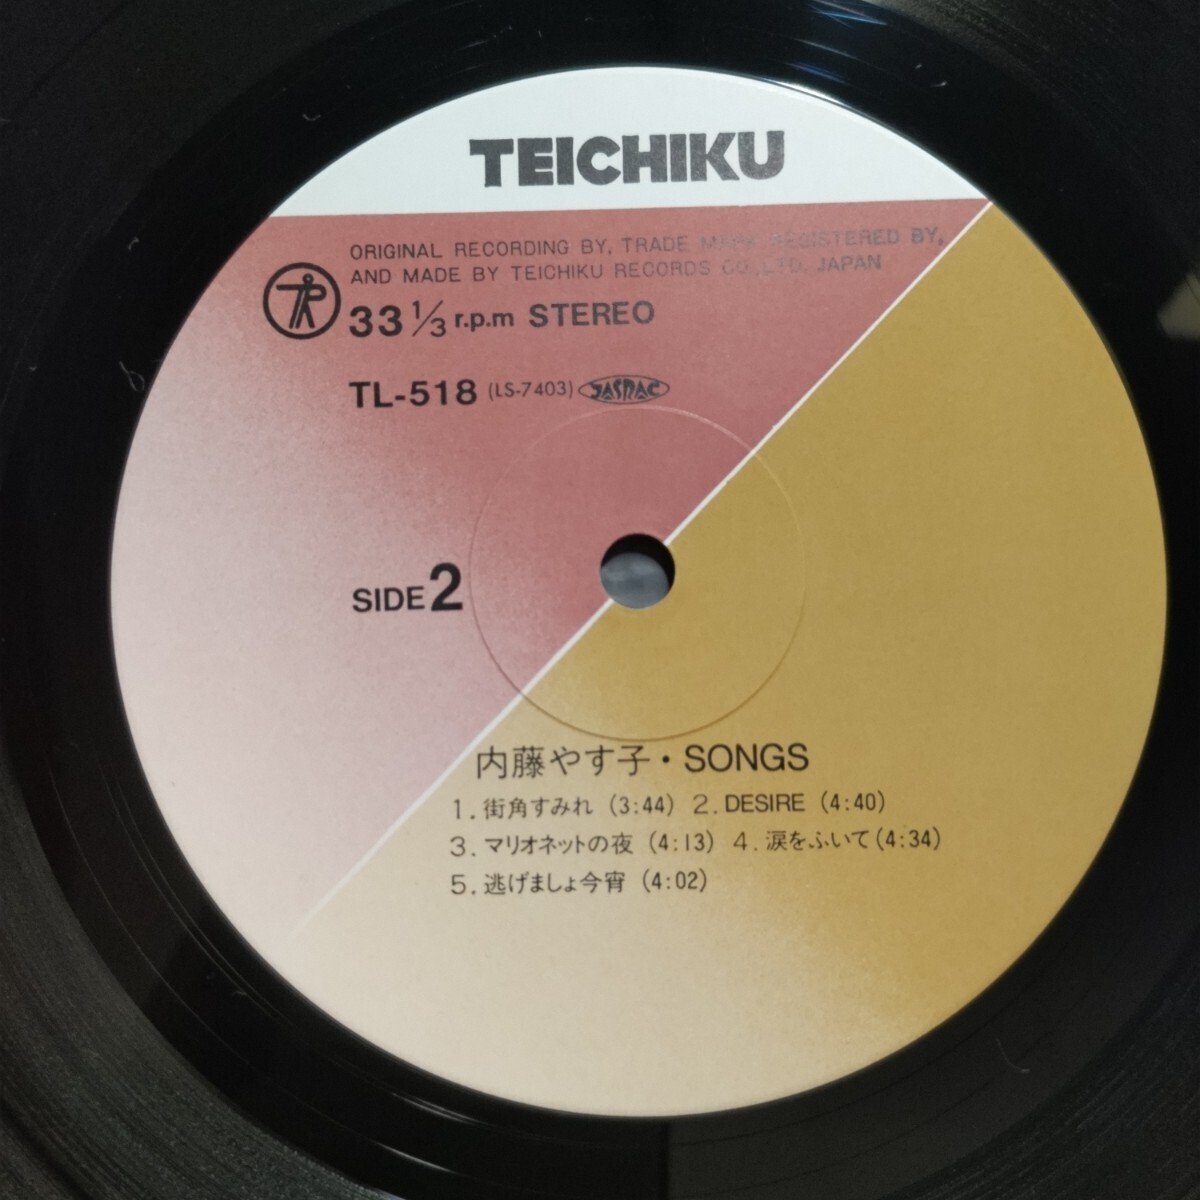 TEICHIKU
ORIGINAL RECORDING BY, TRADE MARK REGISTERED BY,
AND MADE BY TEICHIKU RECORDS CO.,LTD. JAPAN
33 1/3 r.p.m STEREO
TL-518 (LS-7403) JASRAC
SIDE 2
内藤やす子・SONGS
1. 街角すみれ (3:44) 2. DESIRE (4:40)
3. マリオネットの夜 (4:13) 4. 涙をふいて (4:34)
5. 逃げましょ今宵 (4:02)